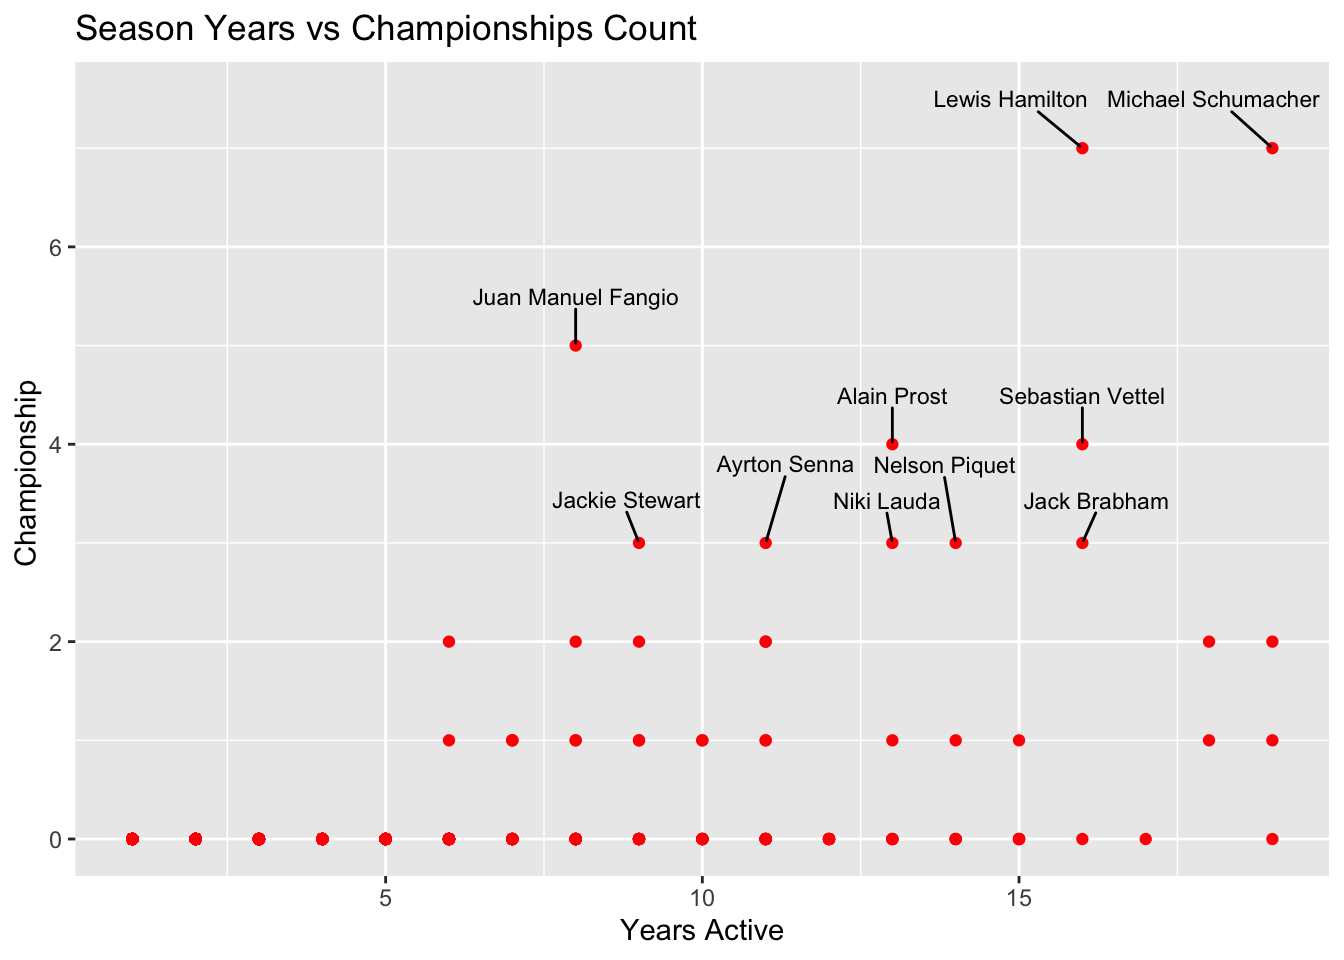 Season Years vs Championships Count
Lewis Hamilton
Michael Schumacher
Juan Manuel Fangio
Alain Prost
Sebastian Vettel
Ayrton Senna
Nelson Piquet
Jackie Stewart
Niki Lauda
Jack Brabham
Championship
6
4
2
0
5
10
15
Years Active